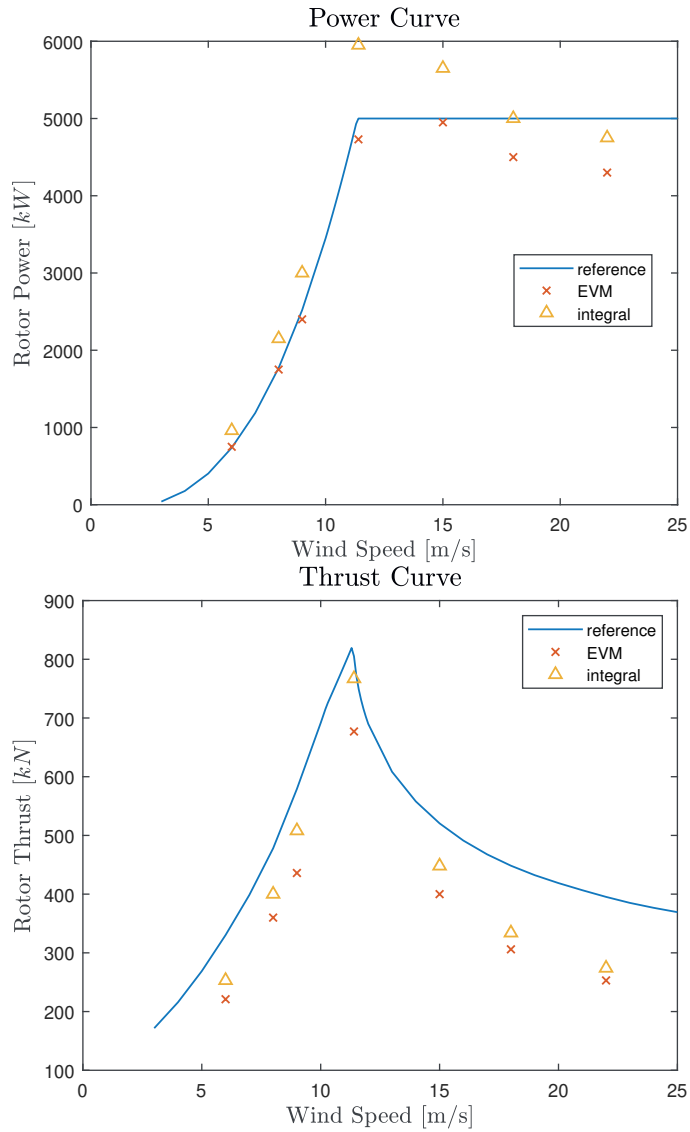 Power Curve
6000
5000
4000
3000
2000
1000
0
Rotor Power [kW]
reference
EVM
integral
0 5 10 15 20 25
Wind Speed [m/s]
Thrust Curve
900
800
700
600
500
400
300
200
100
Rotor Thrust [kN]
reference
EVM
integral
0 5 10 15 20 25
Wind Speed [m/s]